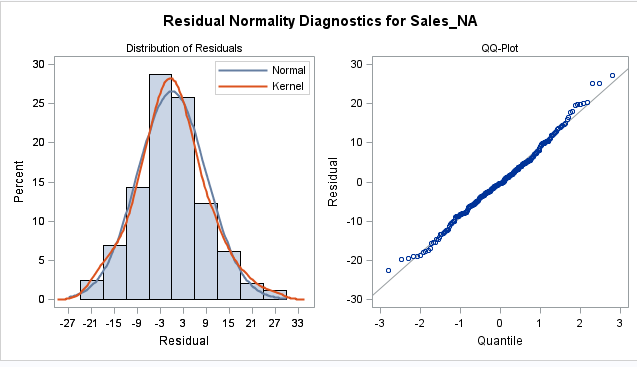 Residual Normality Diagnostics for Sales_NA
Distribution of Residuals
Percent
30
25
20
15
10
5
0
Normal
Kernel
-27 -21 -15 -9 -3 3 9 15 21 27 33
Residual
QQ-Plot
Residual
30
20
10
0
-10
-20
-30
-3 -2 -1 0 1 2 3
Quantile